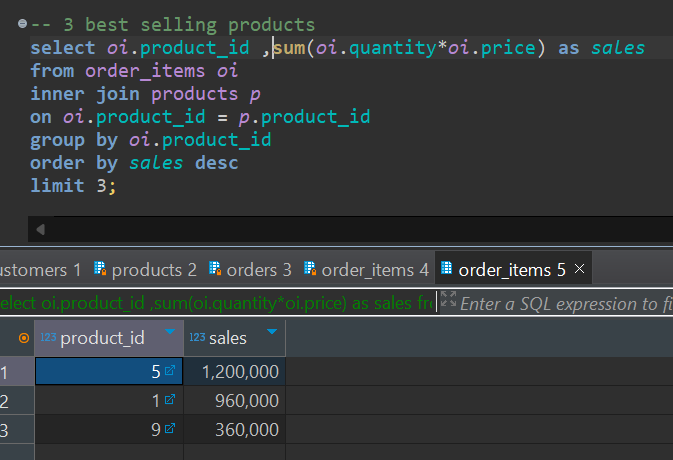 -- 3 best selling products
select oi.product_id ,sum(oi.quantity*oi.price) as sales
from order_items oi
inner join products p
on oi.product_id = p.product_id
group by oi.product_id
order by sales desc
limit 3;
ustomers 1 products 2 orders 3 order_items 4 order_items 5
elect oi.product_id ,sum(oi.quantity*oi.price) as sales fr Enter a SQL expression to fi
123 product_id 123 sales
1 5 1,200,000
2 1 960,000
3 9 360,000